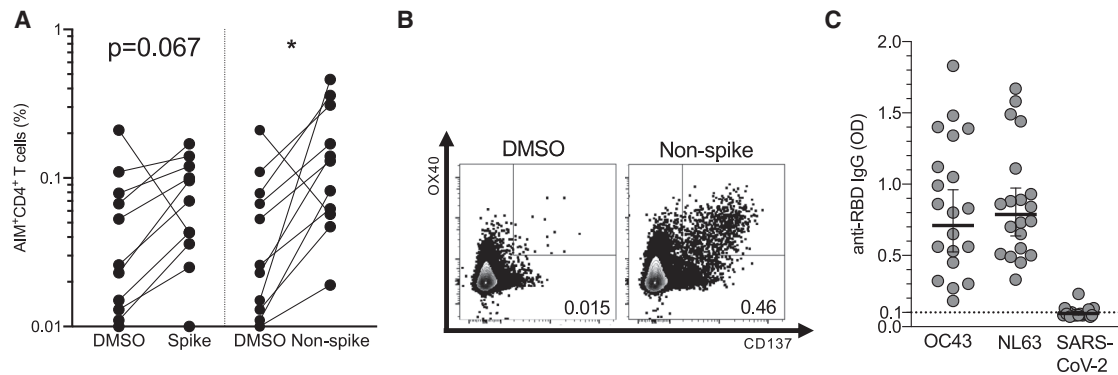 A
AIM⁺CD4⁺ T cells (%)
1
0.1
0.01
p=0.067
*
DMSO Spike
DMSO Non-spike
B
OX40
DMSO
Non-spike
0.015
0.46
CD137
C
anti-RBD IgG (OD)
2.0
1.5
1.0
0.5
0.1
0.0
OC43
NL63
SARS-
CoV-2